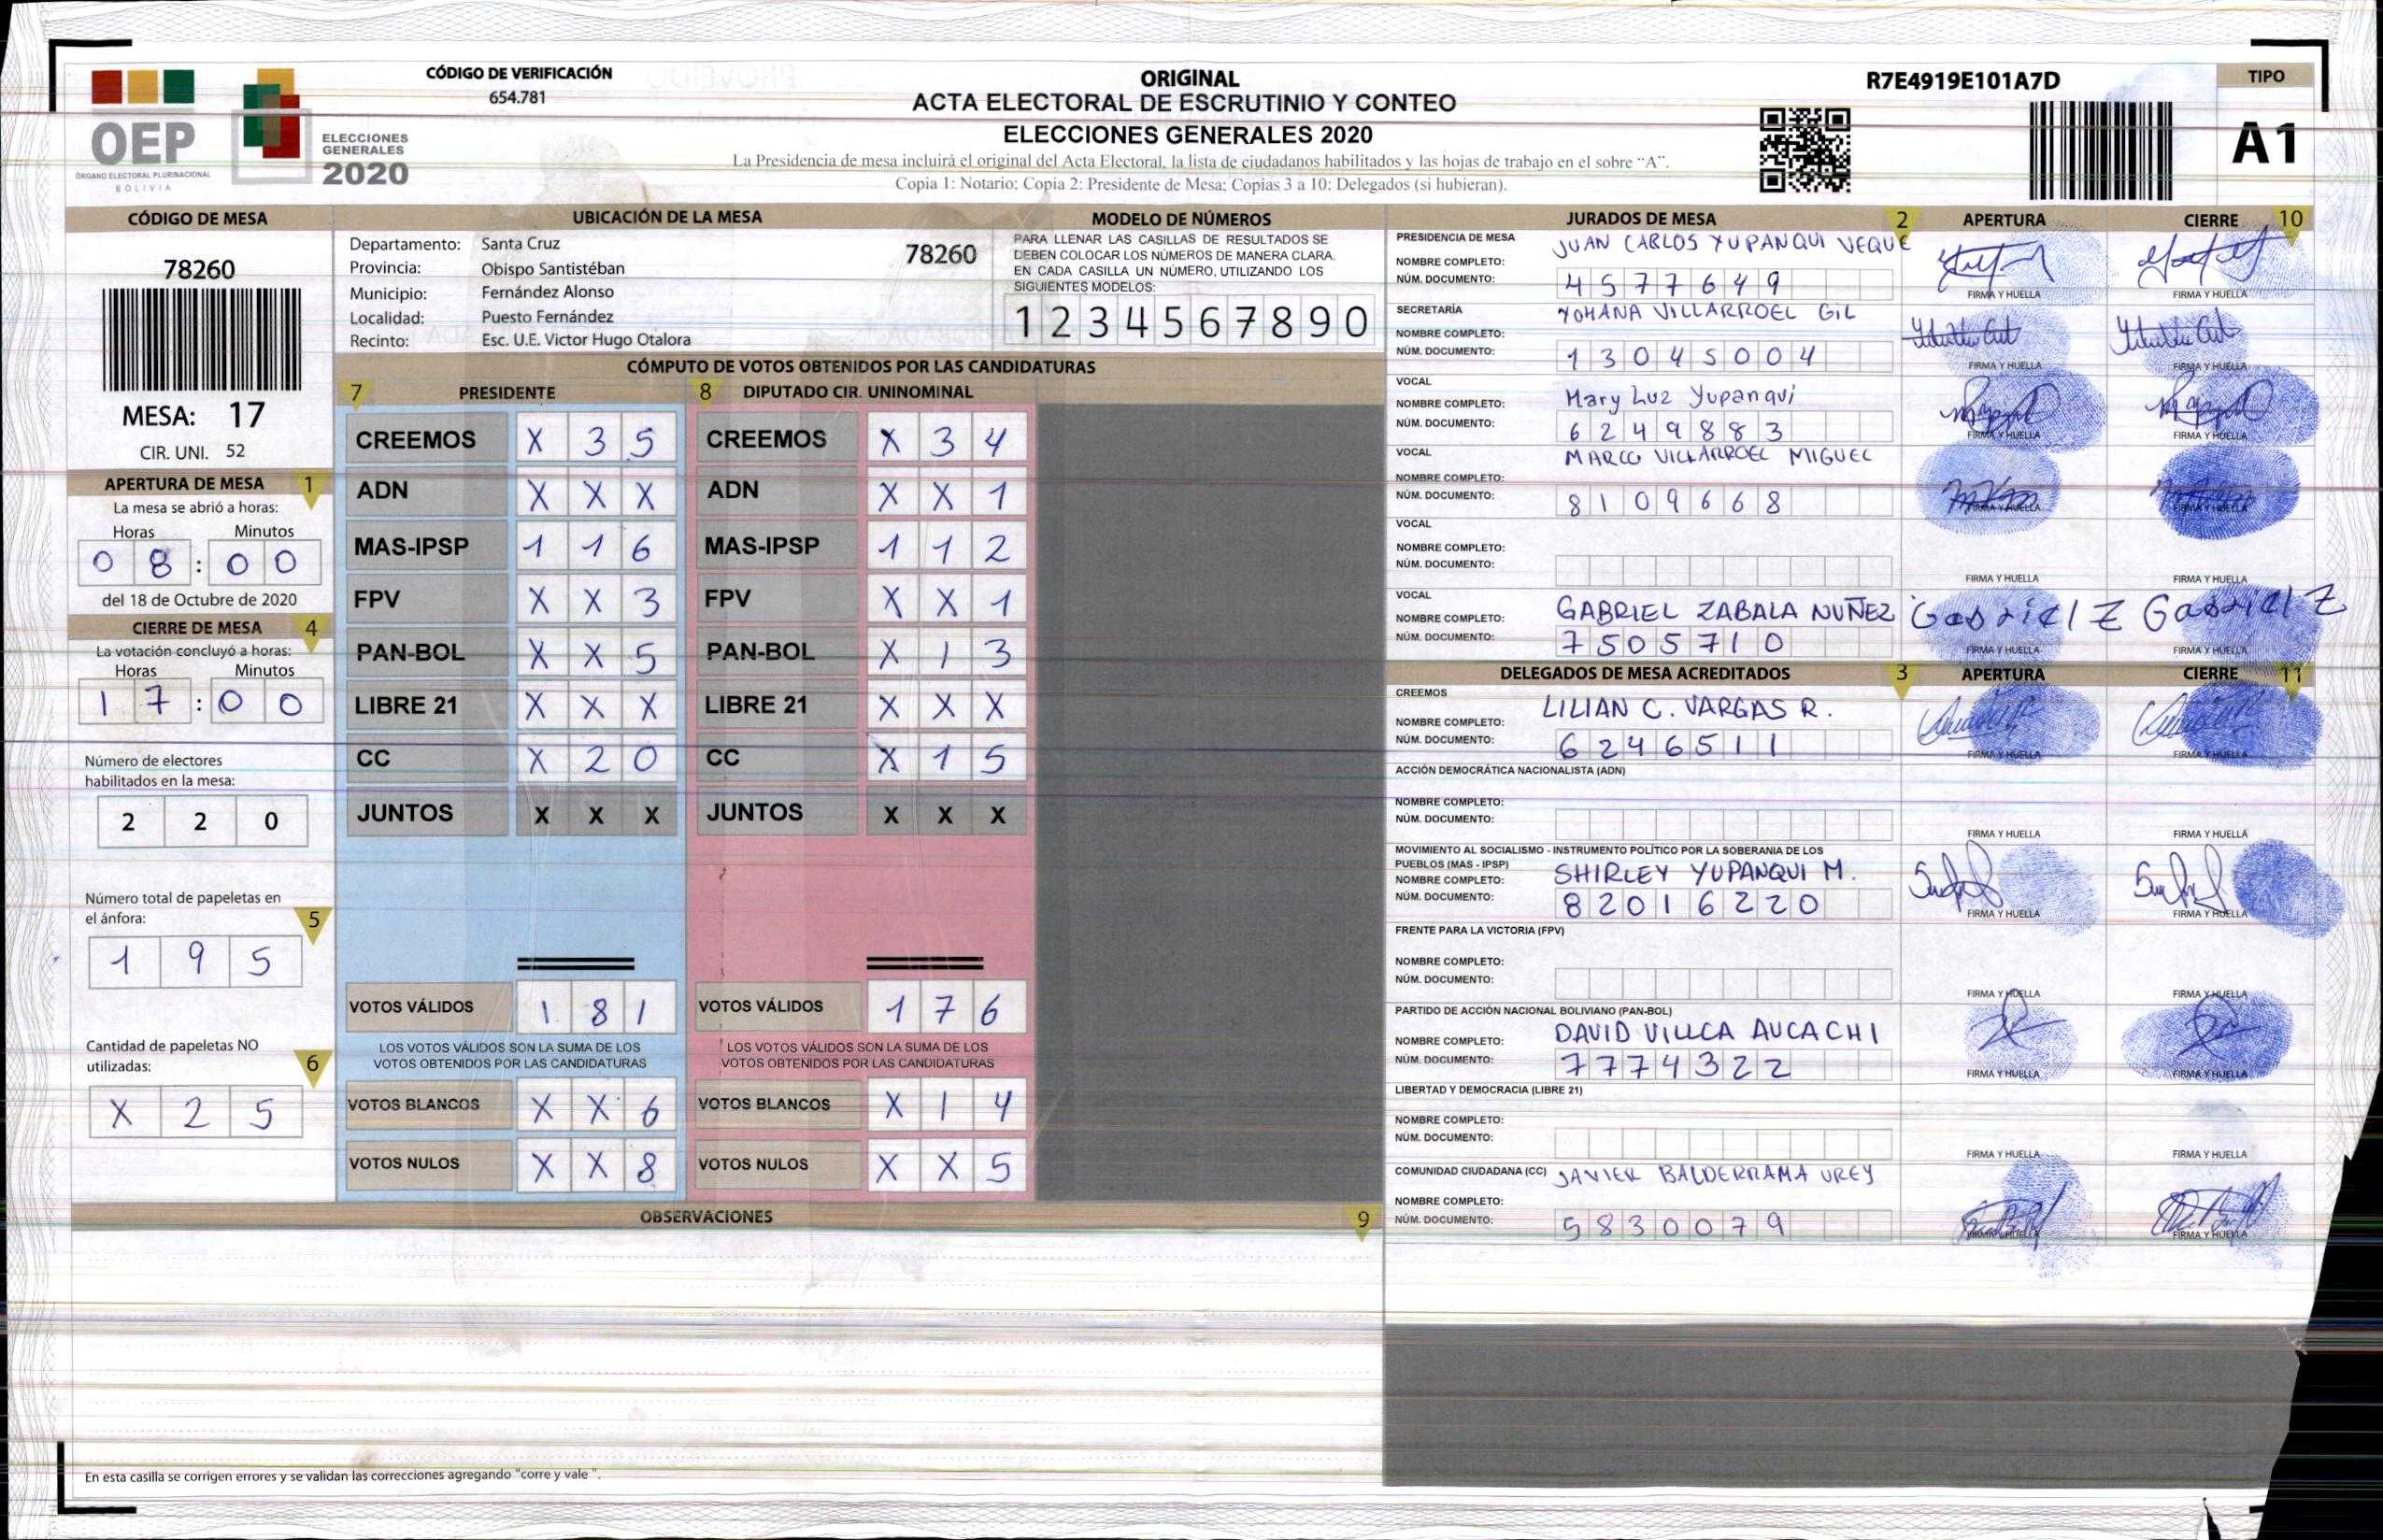 CÓDIGO DE VERIFICACIÓN
654.781
ORIGINAL
ACTA ELECTORAL DE ESCRUTINIO Y CONTEO
ELECCIONES GENERALES 2020
La Presidencia de mesa incluirá el original del Acta Electoral, la lista de ciudadanos habilitados y las hojas de trabajo en el sobre "A".
Copia 1: Notario; Copia 2: Presidente de Mesa; Copias 3 a 10: Delegados (si hubieran).
R7E4919E101A7D
TIPO
A1
OEP
ÓRGANO ELECTORAL PLURINACIONAL
BOLIVIA
ELECCIONES
GENERALES
2020
CÓDIGO DE MESA
78260
MESA: 17
CIR. UNI. 52
APERTURA DE MESA 1
La mesa se abrió a horas:
Horas Minutos
0 8 : 0 0
del 18 de Octubre de 2020
CIERRE DE MESA 4
La votación concluyó a horas:
Horas Minutos
1 7 : 0 0
Número de electores
habilitados en la mesa:
2 2 0
Número total de papeletas en
el ánfora: 5
1 9 5
Cantidad de papeletas NO
utilizadas: 6
X 2 5
UBICACIÓN DE LA MESA
Departamento: Santa Cruz
78260
Provincia: Obispo Santistéban
Municipio: Fernández Alonso
Localidad: Puesto Fernández
Recinto: Esc. U.E. Victor Hugo Otalora
MODELO DE NÚMEROS
PARA LLENAR LAS CASILLAS DE RESULTADOS SE
DEBEN COLOCAR LOS NÚMEROS DE MANERA CLARA.
EN CADA CASILLA UN NÚMERO, UTILIZANDO LOS
SIGUIENTES MODELOS:
1 2 3 4 5 6 7 8 9 0
CÓMPUTO DE VOTOS OBTENIDOS POR LAS CANDIDATURAS
7 PRESIDENTE 8 DIPUTADO CIR. UNINOMINAL
CREEMOS X 3 5 CREEMOS X 3 4
ADN X X X ADN X X 1
MAS-IPSP 1 1 6 MAS-IPSP 1 1 2
FPV X X 3 FPV X X 1
PAN-BOL X X 5 PAN-BOL X 1 3
LIBRE 21 X X X LIBRE 21 X X X
CC X 2 0 CC X 1 5
JUNTOS X X X JUNTOS X X X
VOTOS VÁLIDOS 1 8 1 VOTOS VÁLIDOS 1 7 6
LOS VOTOS VÁLIDOS SON LA SUMA DE LOS LOS VOTOS VÁLIDOS SON LA SUMA DE LOS
VOTOS OBTENIDOS POR LAS CANDIDATURAS VOTOS OBTENIDOS POR LAS CANDIDATURAS
VOTOS BLANCOS X X 6 VOTOS BLANCOS X 1 4
VOTOS NULOS X X 8 VOTOS NULOS X X 5
OBSERVACIONES 9
En esta casilla se corrigen errores y se validan las correcciones agregando "corre y vale".
JURADOS DE MESA 2 APERTURA CIERRE 10
PRESIDENCIA DE MESA
NOMBRE COMPLETO: JUAN CARLOS YUPANQUI VEQUE
NÚM. DOCUMENTO: 4577649
FIRMA Y HUELLA FIRMA Y HUELLA
SECRETARÍA
NOMBRE COMPLETO: YOHANA VILLARROEL GIL
NÚM. DOCUMENTO: 13045004
FIRMA Y HUELLA FIRMA Y HUELLA
VOCAL
NOMBRE COMPLETO: Mary Luz Yupanqui
NÚM. DOCUMENTO: 6249883
FIRMA Y HUELLA FIRMA Y HUELLA
VOCAL
NOMBRE COMPLETO: MARCO VILLARROEL MIGUEL
NÚM. DOCUMENTO: 8109668
FIRMA Y HUELLA FIRMA Y HUELLA
VOCAL
NOMBRE COMPLETO:
NÚM. DOCUMENTO:
FIRMA Y HUELLA FIRMA Y HUELLA
VOCAL
NOMBRE COMPLETO: GABRIEL ZABALA NUÑEZ Gabriel Z Gabriel Z
NÚM. DOCUMENTO: 7505710
FIRMA Y HUELLA FIRMA Y HUELLA
DELEGADOS DE MESA ACREDITADOS 3 APERTURA CIERRE 11
CREEMOS
NOMBRE COMPLETO: LILIAN C. VARGAS R.
NÚM. DOCUMENTO: 6246511
FIRMA Y HUELLA FIRMA Y HUELLA
ACCIÓN DEMOCRÁTICA NACIONALISTA (ADN)
NOMBRE COMPLETO:
NÚM. DOCUMENTO:
FIRMA Y HUELLA FIRMA Y HUELLA
MOVIMIENTO AL SOCIALISMO - INSTRUMENTO POLÍTICO POR LA SOBERANIA DE LOS
PUEBLOS (MAS - IPSP)
NOMBRE COMPLETO: SHIRLEY YUPANQUI M.
NÚM. DOCUMENTO: 82016220
FIRMA Y HUELLA FIRMA Y HUELLA
FRENTE PARA LA VICTORIA (FPV)
NOMBRE COMPLETO:
NÚM. DOCUMENTO:
FIRMA Y HUELLA FIRMA Y HUELLA
PARTIDO DE ACCIÓN NACIONAL BOLIVIANO (PAN-BOL)
NOMBRE COMPLETO: DAVID VILLCA AUCACHI
NÚM. DOCUMENTO: 7774322
FIRMA Y HUELLA FIRMA Y HUELLA
LIBERTAD Y DEMOCRACIA (LIBRE 21)
NOMBRE COMPLETO:
NÚM. DOCUMENTO:
FIRMA Y HUELLA FIRMA Y HUELLA
COMUNIDAD CIUDADANA (CC)
NOMBRE COMPLETO: JAVIER BALDERRAMA UREY
NÚM. DOCUMENTO: 5830079
FIRMA Y HUELLA FIRMA Y HUELLA